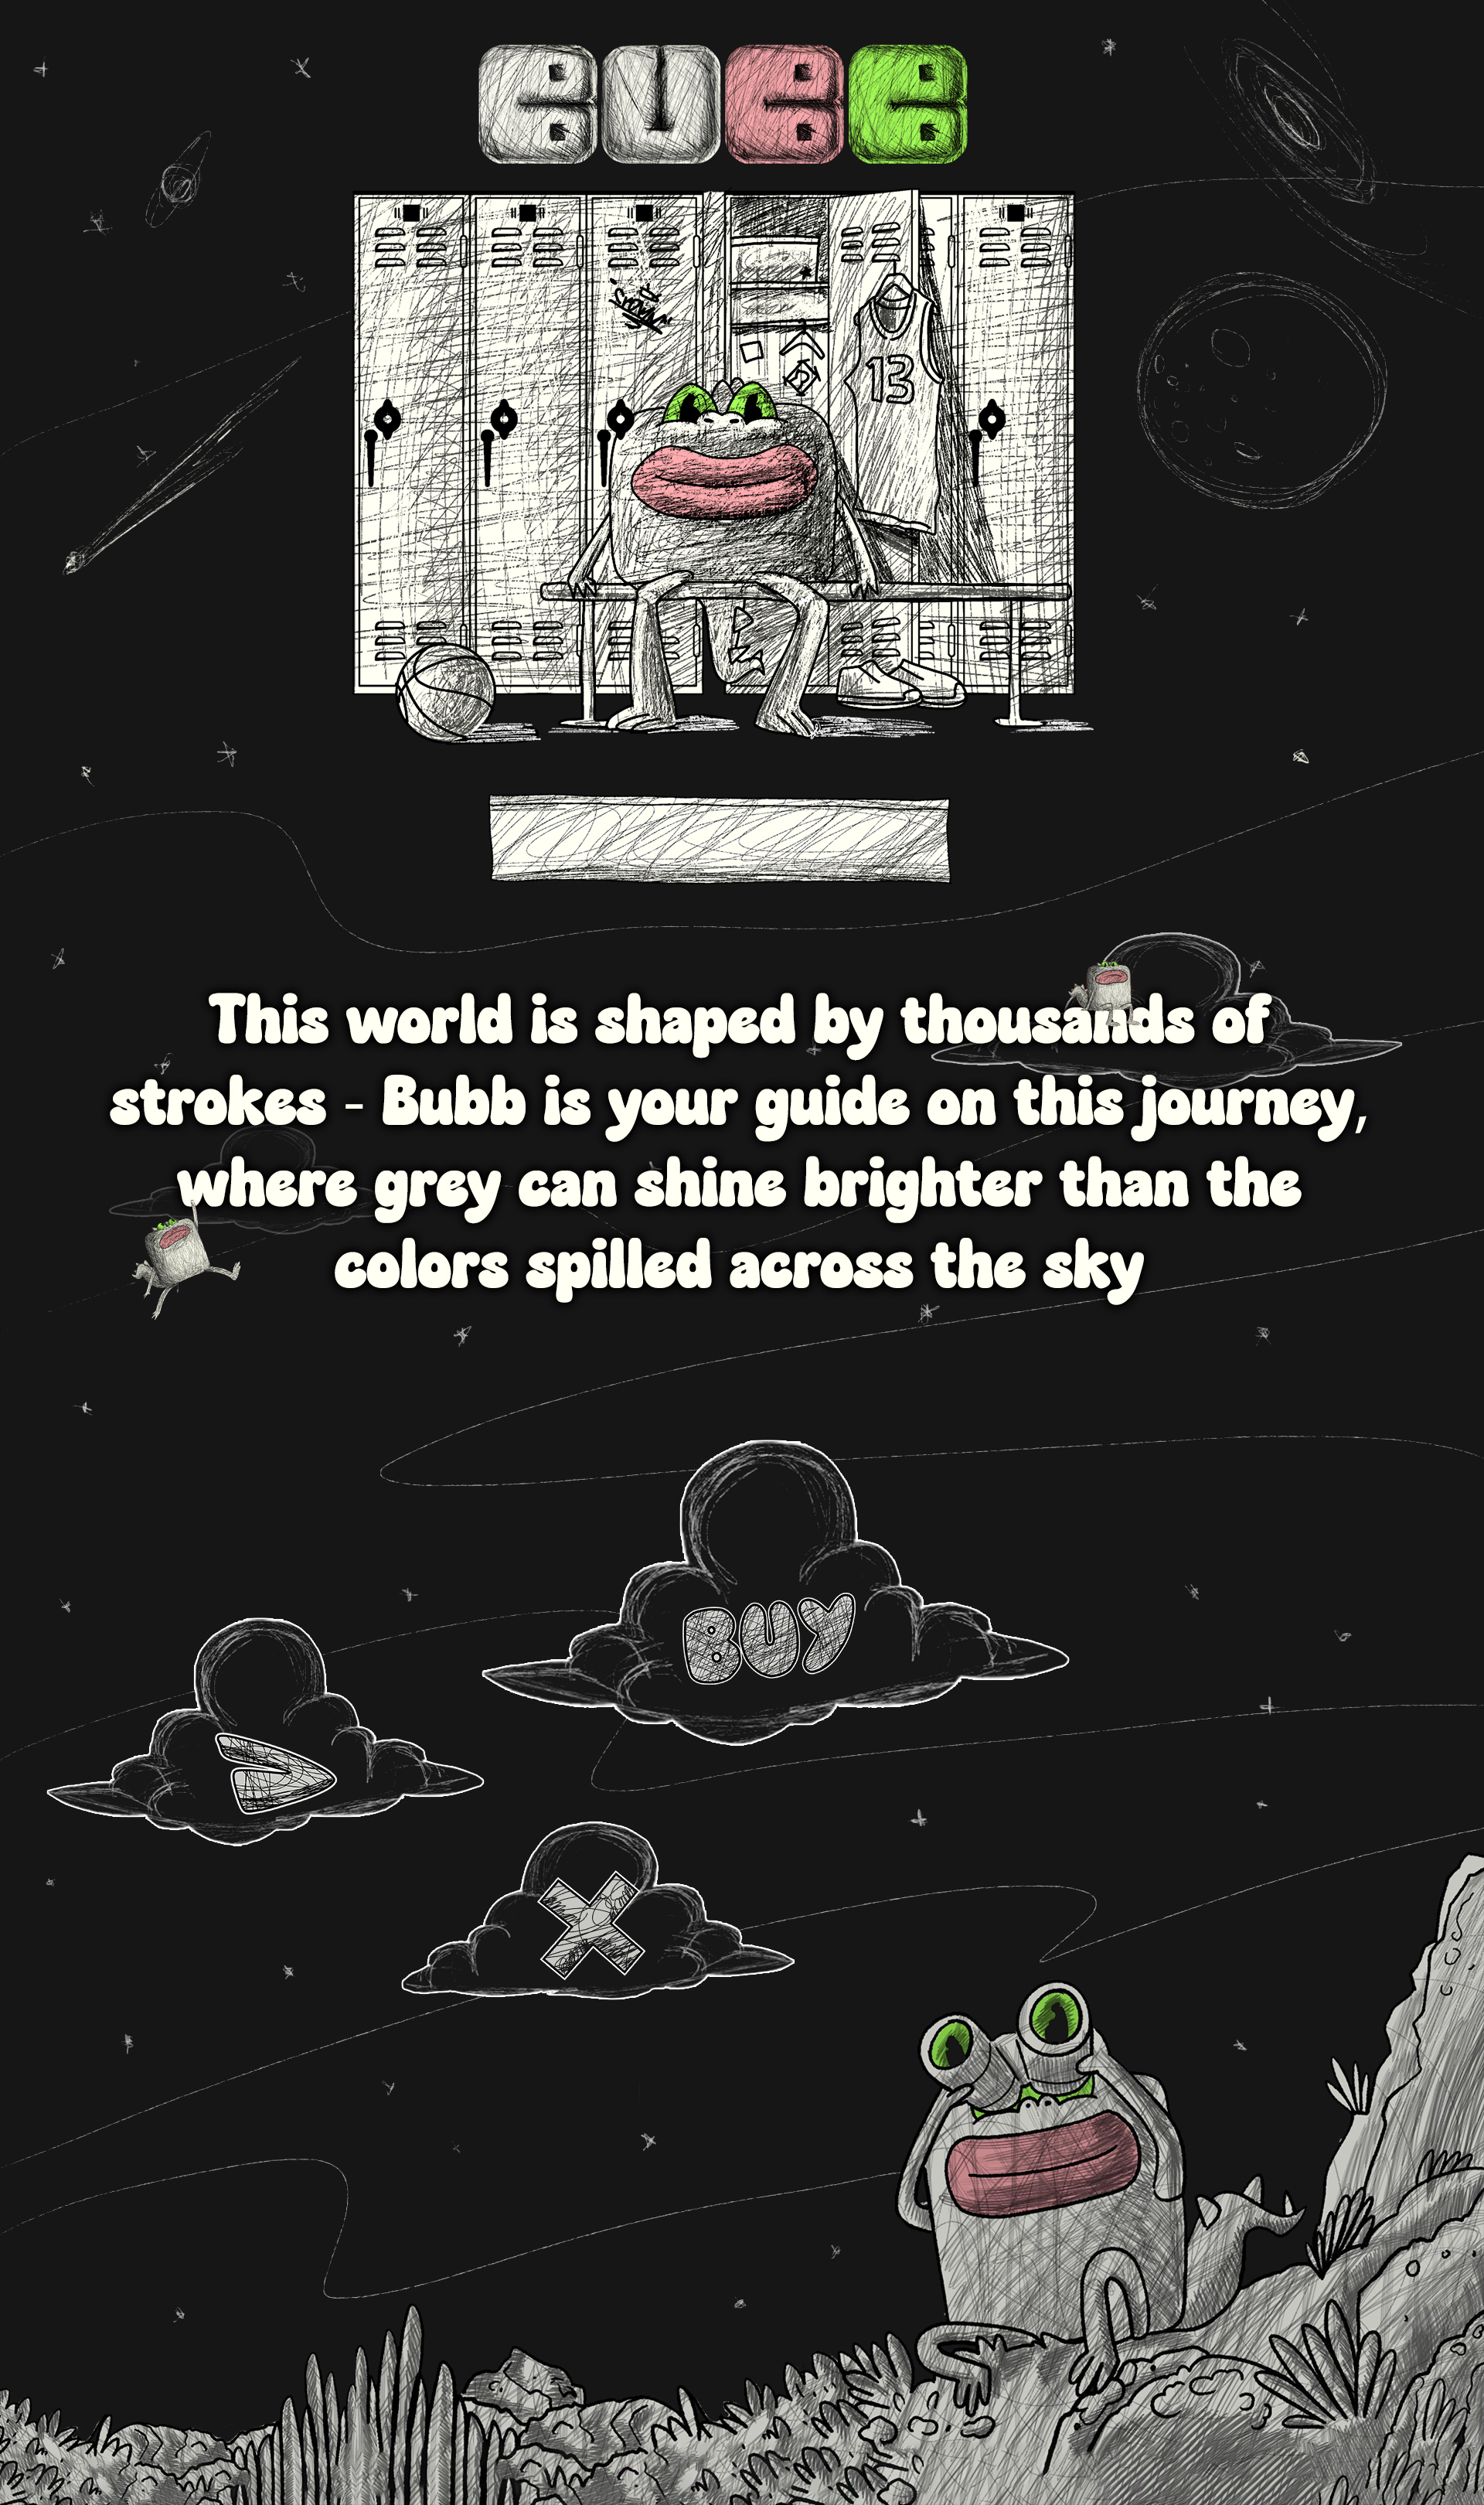 BUBB
13
This world is shaped by thousands of
strokes - Bubb is your guide on this journey,
where grey can shine brighter than the
colors spilled across the sky
BUY
X